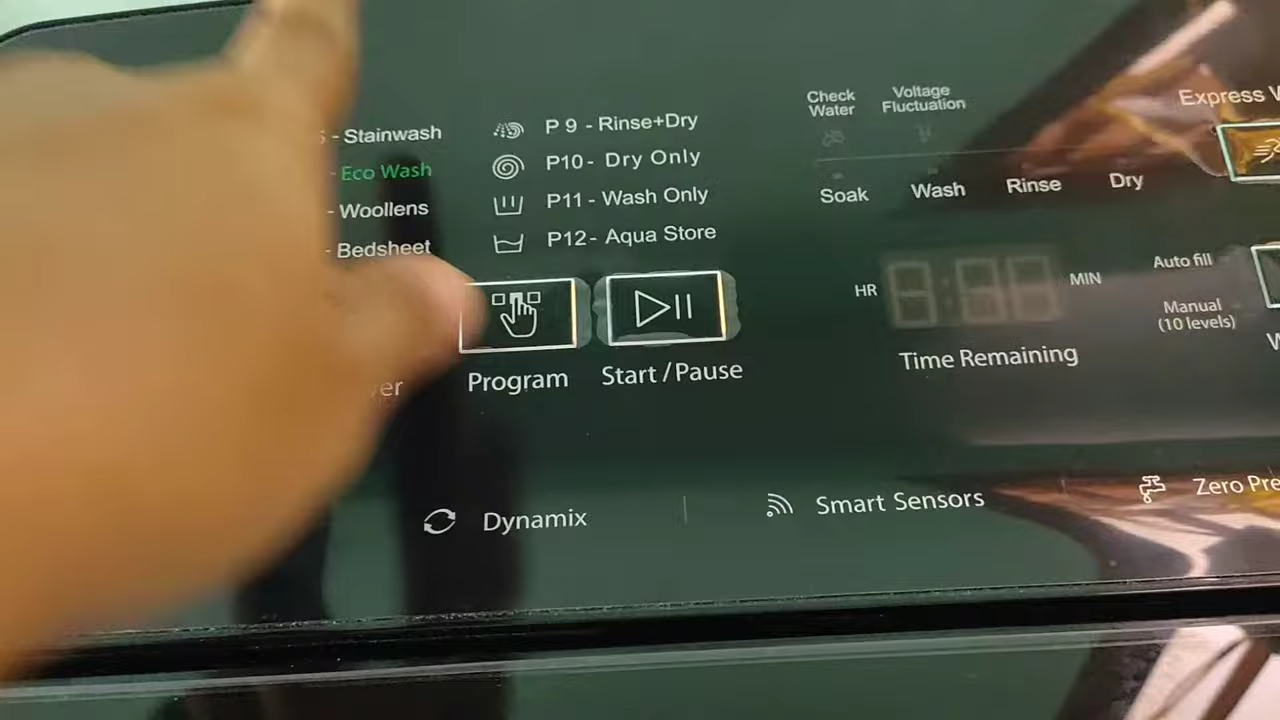 - Stainwash
- Eco Wash
- Woollens
- Bedsheet
P 9 - Rinse+Dry
P10- Dry Only
P11 - Wash Only
P12- Aqua Store
Program
Start/Pause
Check
Water
Voltage
Fluctuation
Soak
Wash
Rinse
Dry
HR
MIN
Time Remaining
Express
Auto fill
Manual
(10 levels)
Dynamix
Smart Sensors
Zero